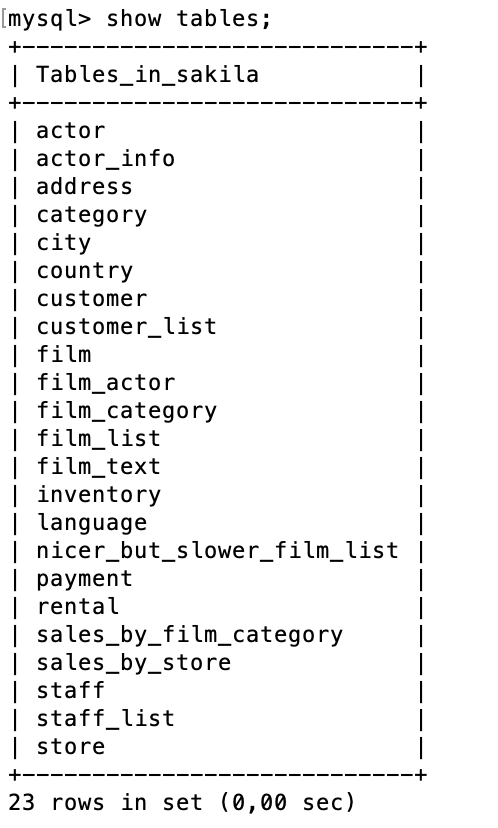 [mysql> show tables;
+----------------------------+
| Tables_in_sakila           |
+----------------------------+
| actor                      |
| actor_info                 |
| address                    |
| category                   |
| city                       |
| country                    |
| customer                   |
| customer_list              |
| film                       |
| film_actor                 |
| film_category              |
| film_list                  |
| film_text                  |
| inventory                  |
| language                   |
| nicer_but_slower_film_list |
| payment                    |
| rental                     |
| sales_by_film_category     |
| sales_by_store             |
| staff                      |
| staff_list                 |
| store                      |
+----------------------------+
23 rows in set (0,00 sec)